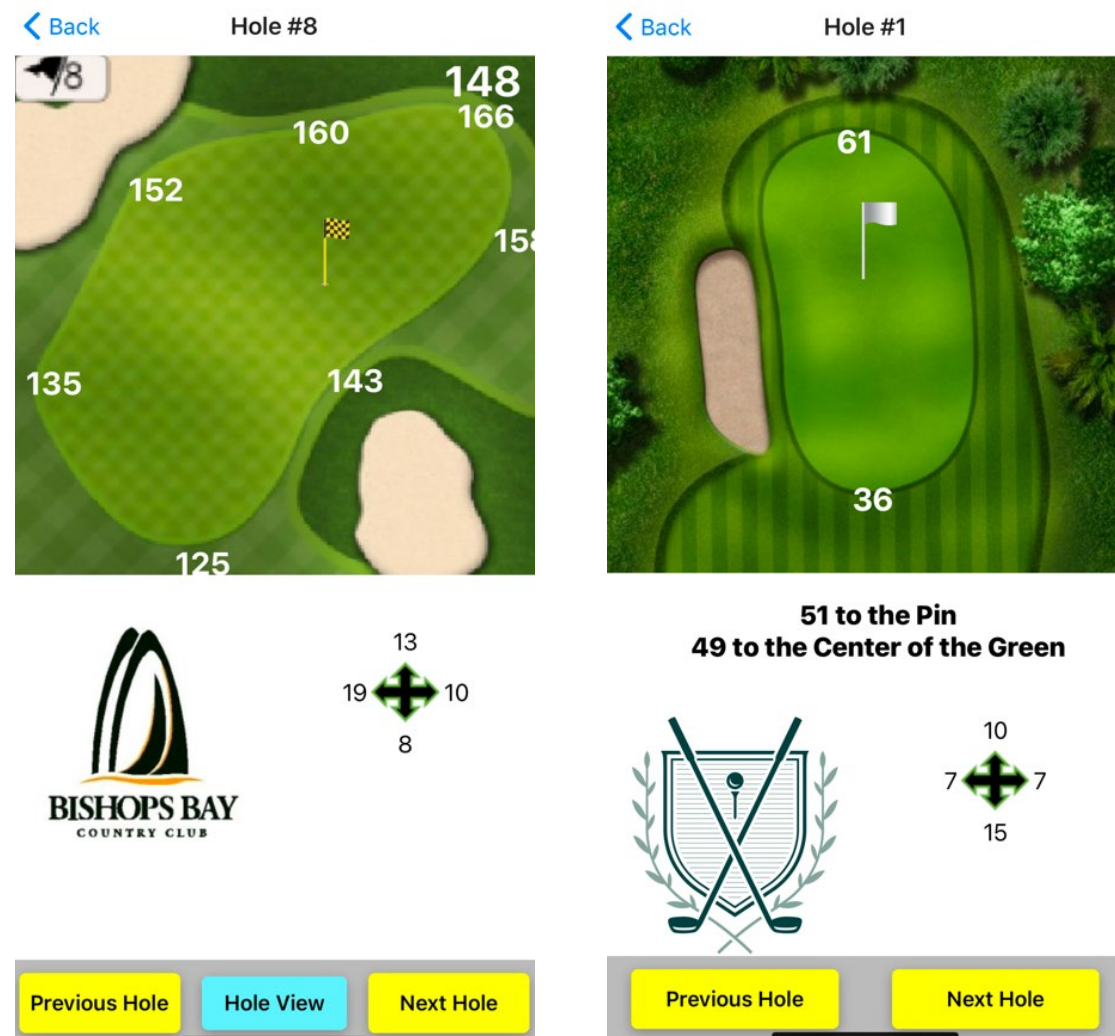 Back
Hole #8
8
148
166
160
152
158
135
143
125
13
19
10
8
BISHOPS BAY
COUNTRY CLUB
Previous Hole
Hole View
Next Hole
Back
Hole #1
61
36
51 to the Pin
49 to the Center of the Green
10
7
7
15
Previous Hole
Next Hole